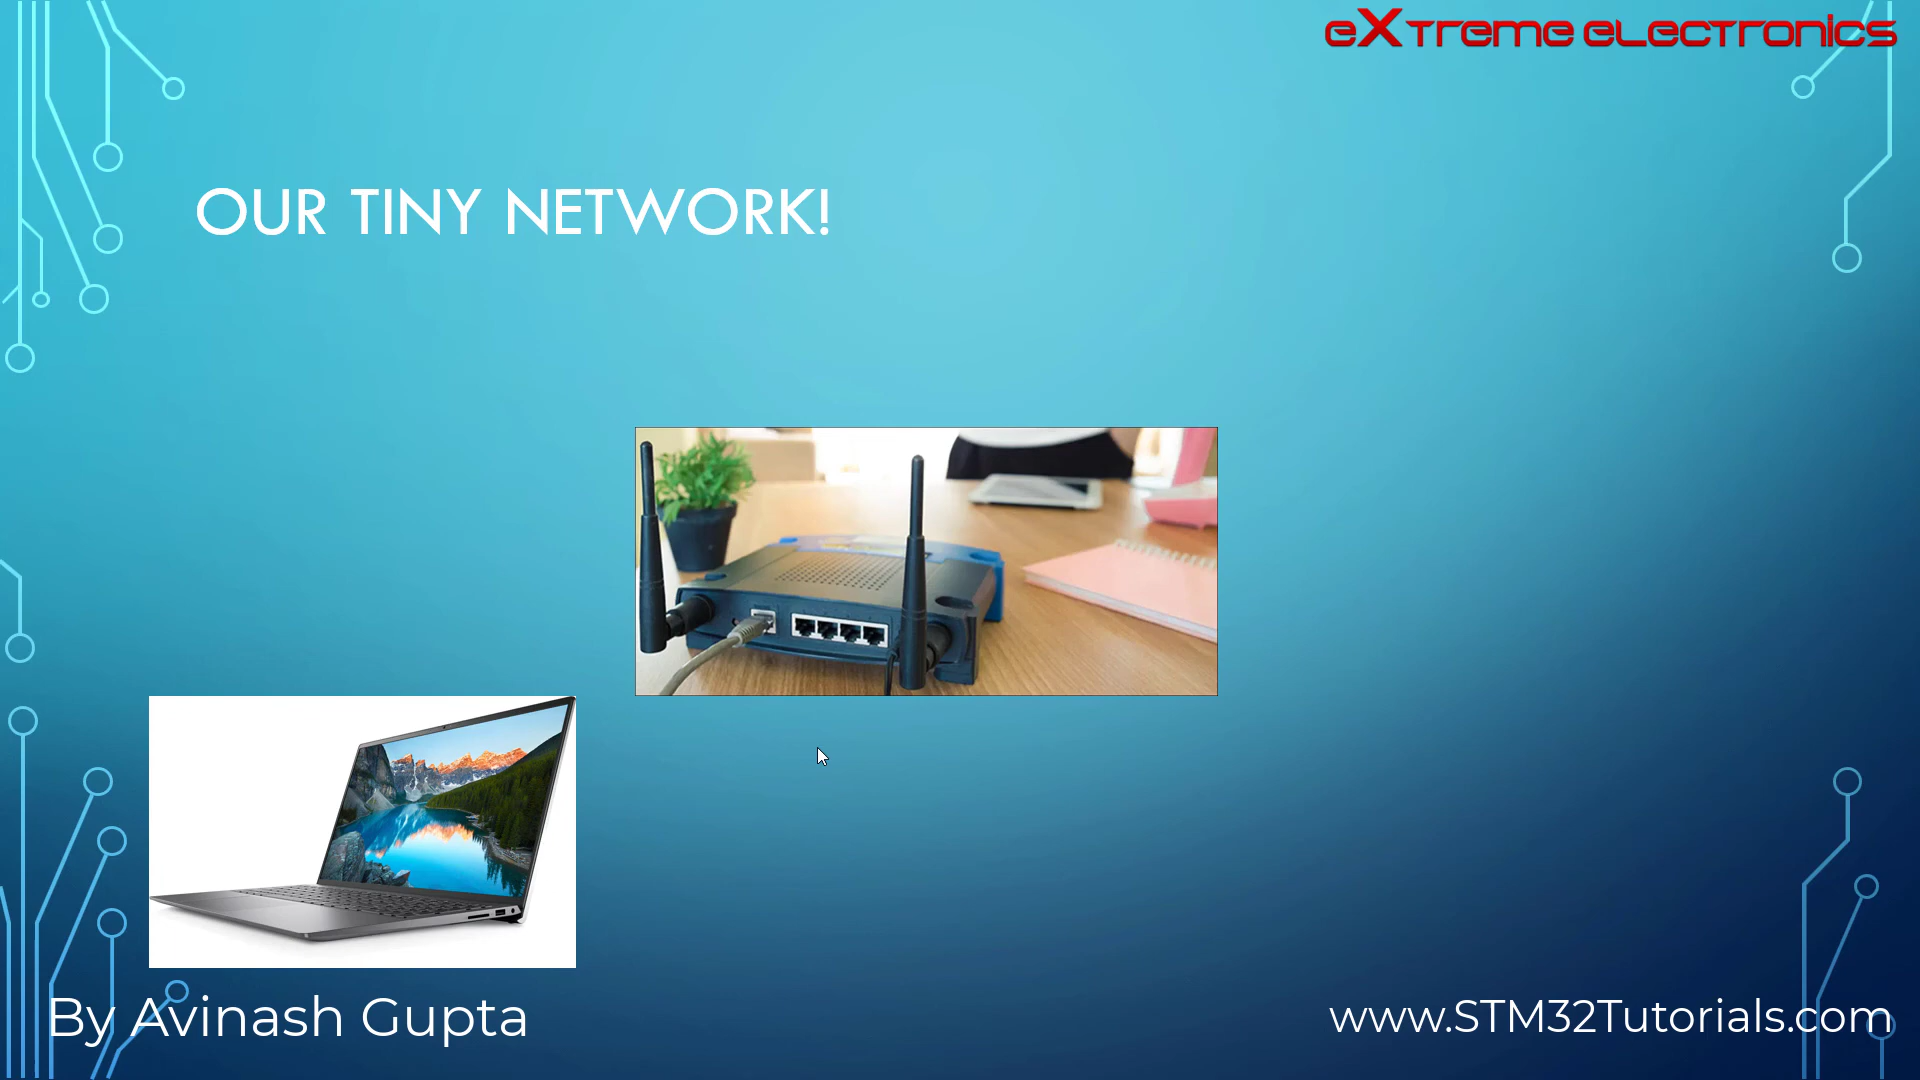 eXtreme eLectronics
OUR TINY NETWORK!
By Avinash Gupta
www.STM32Tutorials.com